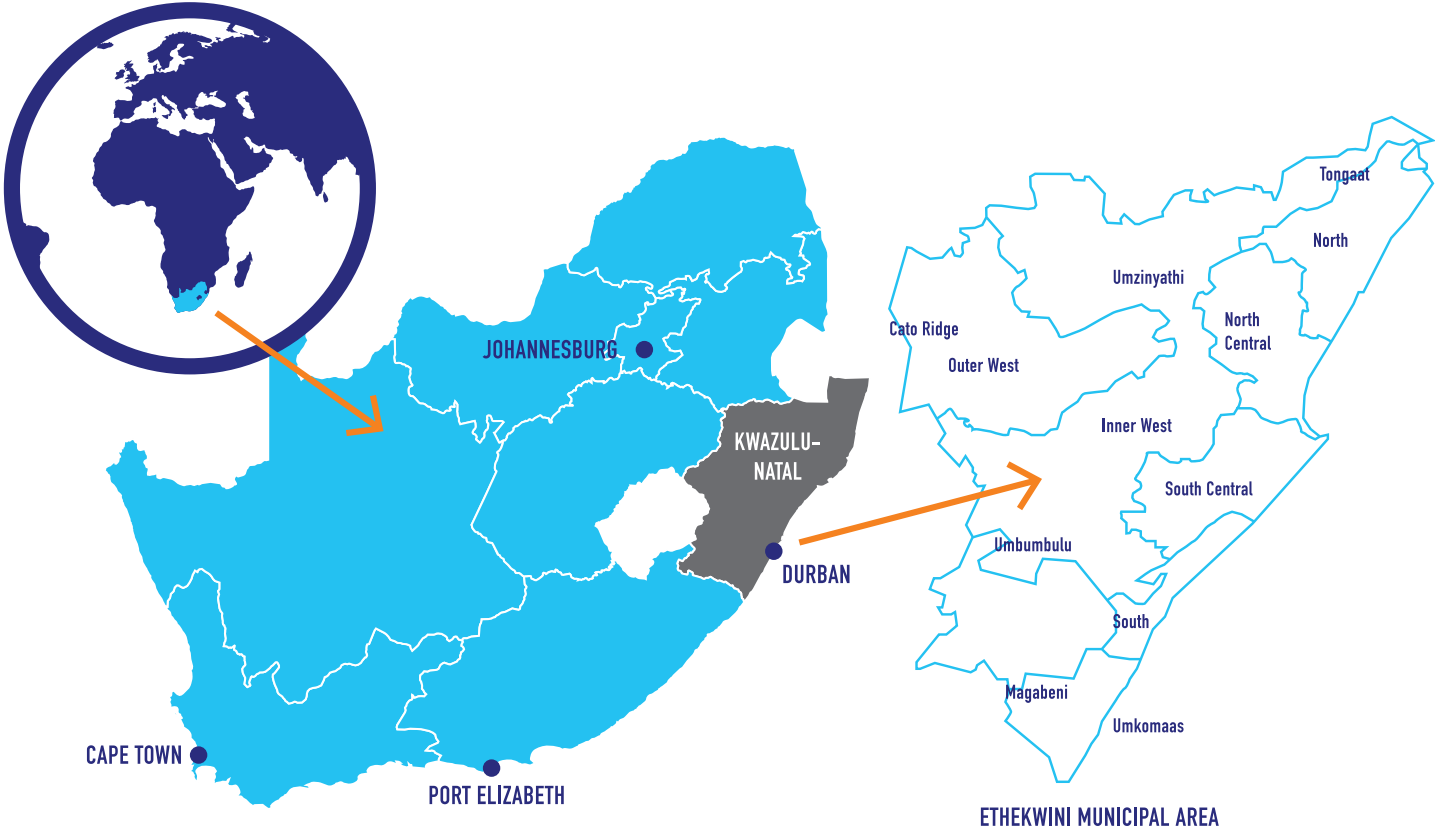 JOHANNESBURG
KWAZULU–
NATAL
DURBAN
CAPE TOWN
PORT ELIZABETH
Tongaat
North
Umzinyathi
North
Central
Cato Ridge
Outer West
Inner West
South Central
Umbumbulu
South
Magabeni
Umkomaas
ETHEKWINI MUNICIPAL AREA